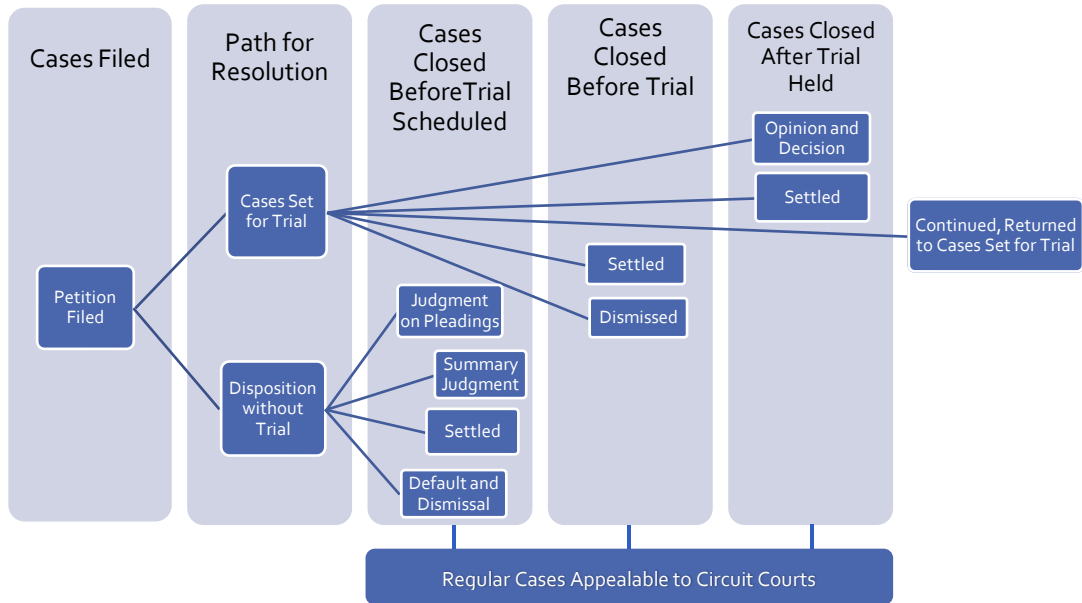 Cases Filed
Path for
Resolution
Cases
Closed
BeforeTrial
Scheduled
Cases
Closed
Before Trial
Cases Closed
After Trial
Held
Opinion and
Decision
Settled
Continued, Returned
to Cases Set for Trial
Cases Set
for Trial
Settled
Dismissed
Petition
Filed
Judgment
on Pleadings
Summary
Judgment
Disposition
without
Trial
Settled
Default and
Dismissal
Regular Cases Appealable to Circuit Courts